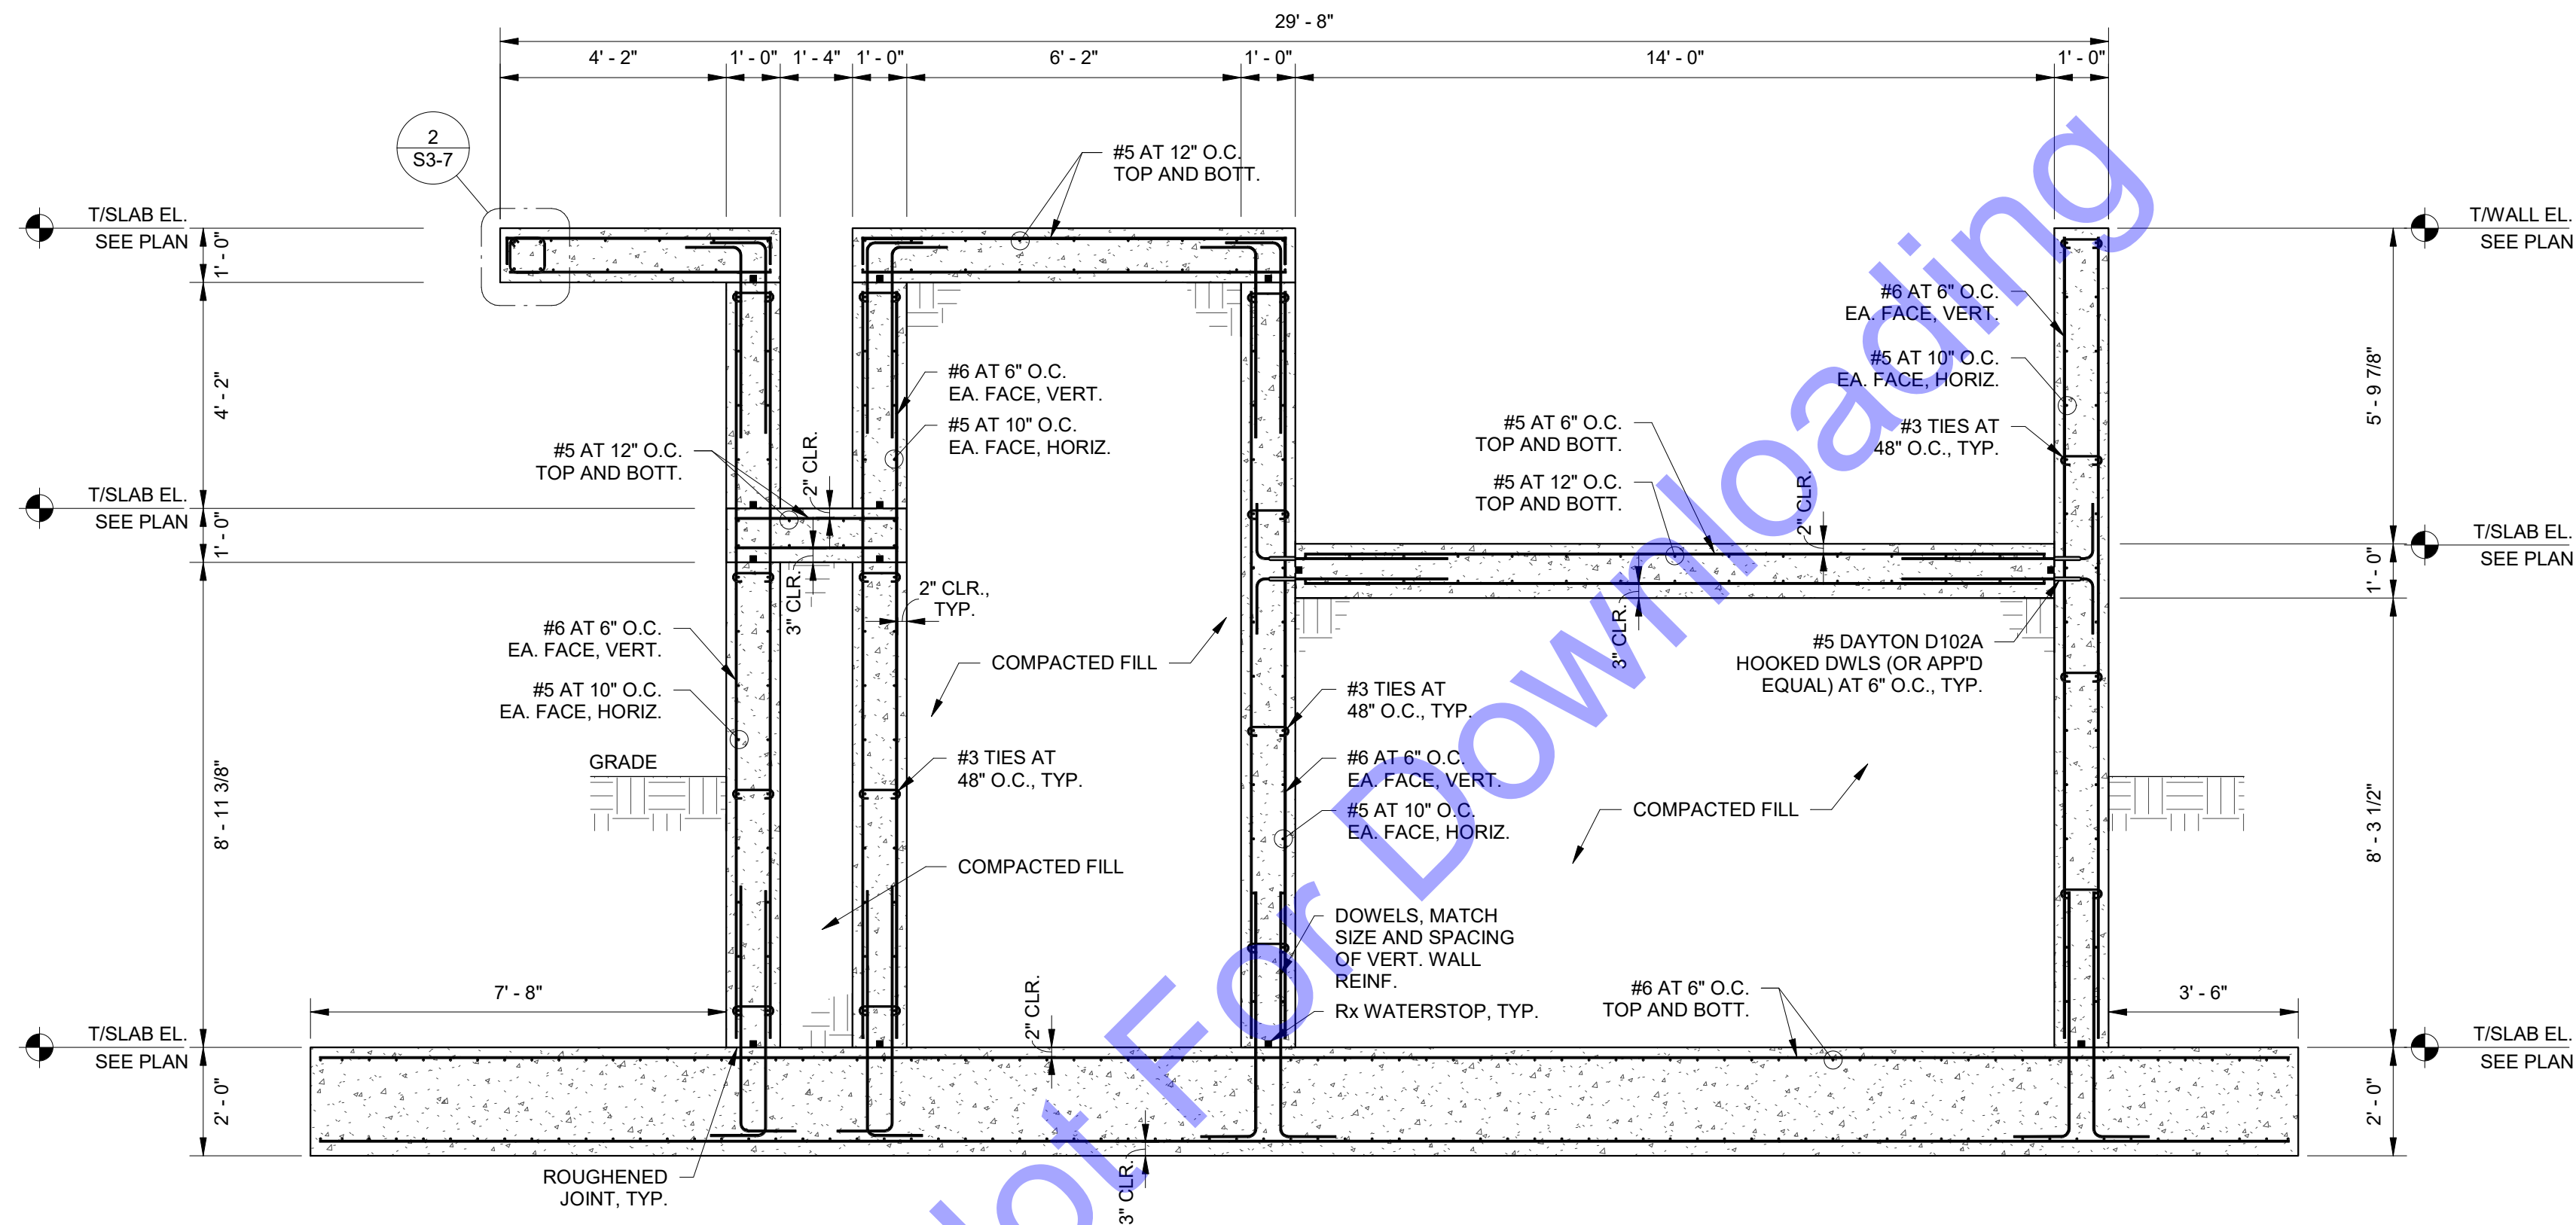 29' - 8"
4' - 2" 1' - 0" 1' - 4" 1' - 0" 6' - 2" 1' - 0" 14' - 0" 1' - 0"
2
S3-7
#5 AT 12" O.C.
TOP AND BOTT.
T/SLAB EL.
SEE PLAN
1' - 0"
T/WALL EL.
SEE PLAN
#6 AT 6" O.C.
EA. FACE, VERT.
#5 AT 10" O.C.
EA. FACE, HORIZ.
#3 TIES AT
48" O.C., TYP.
5' - 9 7/8"
4' - 2"
#6 AT 6" O.C.
EA. FACE, VERT.
#5 AT 10" O.C.
EA. FACE, HORIZ.
#5 AT 12" O.C.
TOP AND BOTT.
2" CLR.
#5 AT 6" O.C.
TOP AND BOTT.
#5 AT 12" O.C.
TOP AND BOTT.
2" CLR.
T/SLAB EL.
SEE PLAN
1' - 0"
T/SLAB EL.
SEE PLAN
1' - 0"
3" CLR.
2" CLR.,
TYP.
3" CLR.
#6 AT 6" O.C.
EA. FACE, VERT.
#5 AT 10" O.C.
EA. FACE, HORIZ.
COMPACTED FILL
#5 DAYTON D102A
HOOKED DWLS (OR APP'D
EQUAL) AT 6" O.C., TYP.
#3 TIES AT
48" O.C., TYP.
#6 AT 6" O.C.
EA. FACE, VERT.
#5 AT 10" O.C.
EA. FACE, HORIZ.
GRADE
#3 TIES AT
48" O.C., TYP.
COMPACTED FILL
8' - 11 3/8"
8' - 3 1/2"
COMPACTED FILL
DOWELS, MATCH
SIZE AND SPACING
OF VERT. WALL
REINF.
Rx WATERSTOP, TYP.
7' - 8"
2" CLR.
#6 AT 6" O.C.
TOP AND BOTT.
3' - 6"
T/SLAB EL.
SEE PLAN
2' - 0"
T/SLAB EL.
SEE PLAN
2' - 0"
ROUGHENED
JOINT, TYP.
3" CLR.
Not For Downloading